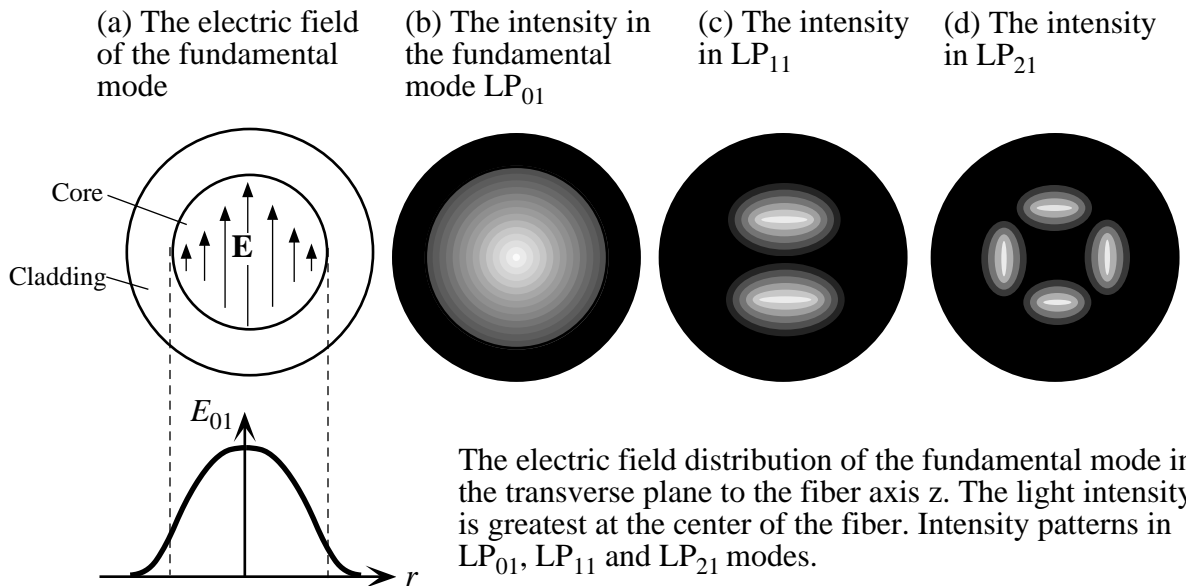 (a) The electric field
of the fundamental
mode
(b) The intensity in
the fundamental
mode LP01
(c) The intensity
in LP11
(d) The intensity
in LP21
Core
E
Cladding
E01
r
The electric field distribution of the fundamental mode in
the transverse plane to the fiber axis z. The light intensity
is greatest at the center of the fiber. Intensity patterns in
LP01, LP11 and LP21 modes.